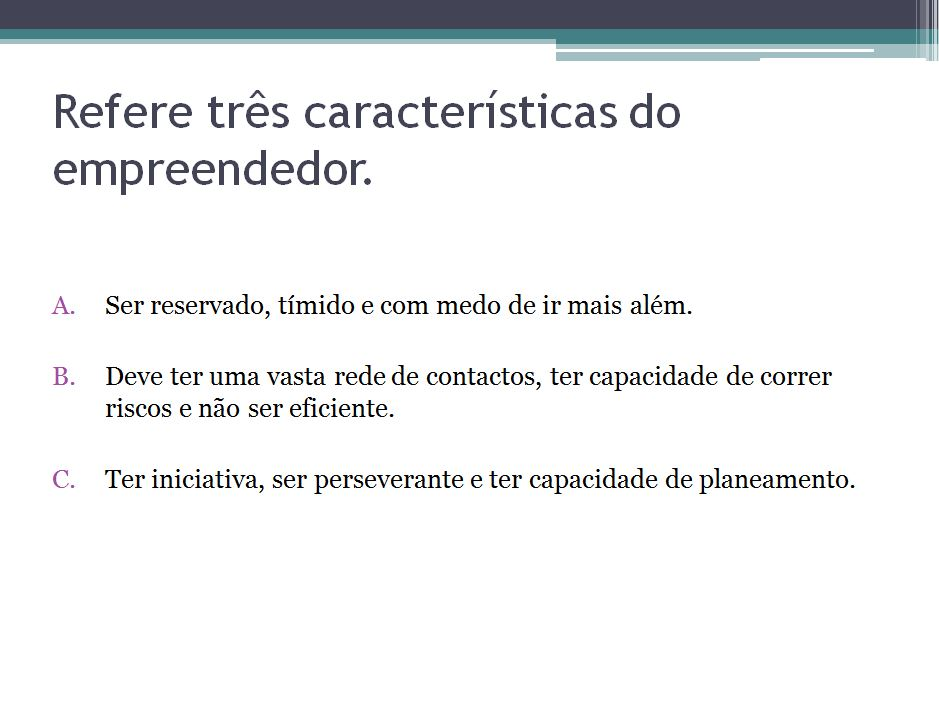 Refere três características do
empreendedor.
A. Ser reservado, tímido e com medo de ir mais além.
B. Deve ter uma vasta rede de contactos, ter capacidade de correr
riscos e não ser eficiente.
C. Ter iniciativa, ser perseverante e ter capacidade de planeamento.